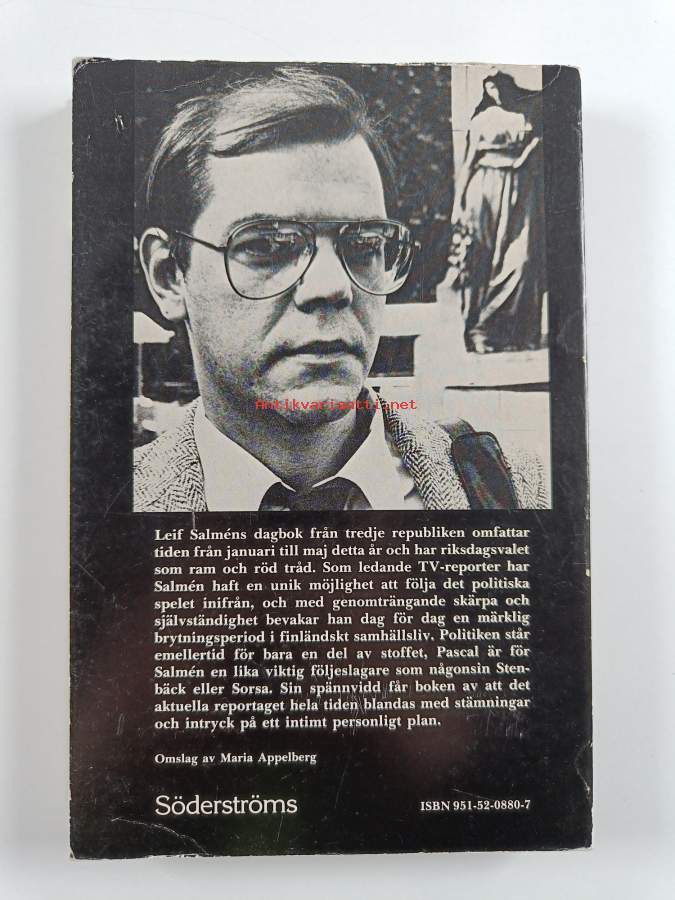 Antikvariaatti.net
Leif Salméns dagbok från tredje republiken omfattar
tiden från januari till maj detta år och har riksdagsvalet
som ram och röd tråd. Som ledande TV-reporter har
Salmén haft en unik möjlighet att följa det politiska
spelet inifrån, och med genomträngande skärpa och
självständighet bevakar han dag för dag en märklig
brytningsperiod i finländskt samhällsliv. Politiken står
emellertid för bara en del av stoffet, Pascal är för
Salmén en lika viktig följeslagare som någonsin Sten-
bäck eller Sorsa. Sin spännvidd får boken av att det
aktuella reportaget hela tiden blandas med stämningar
och intryck på ett intimt personligt plan.
Omslag av Maria Appelberg
Söderströms
ISBN 951-52-0880-7